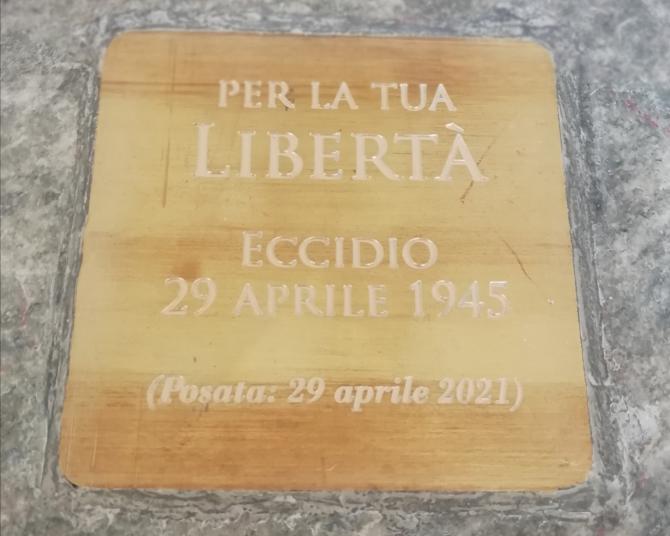 PER LA TUA
LIBERTÀ
ECCIDIO
29 APRILE 1945
(Posata: 29 aprile 2021)